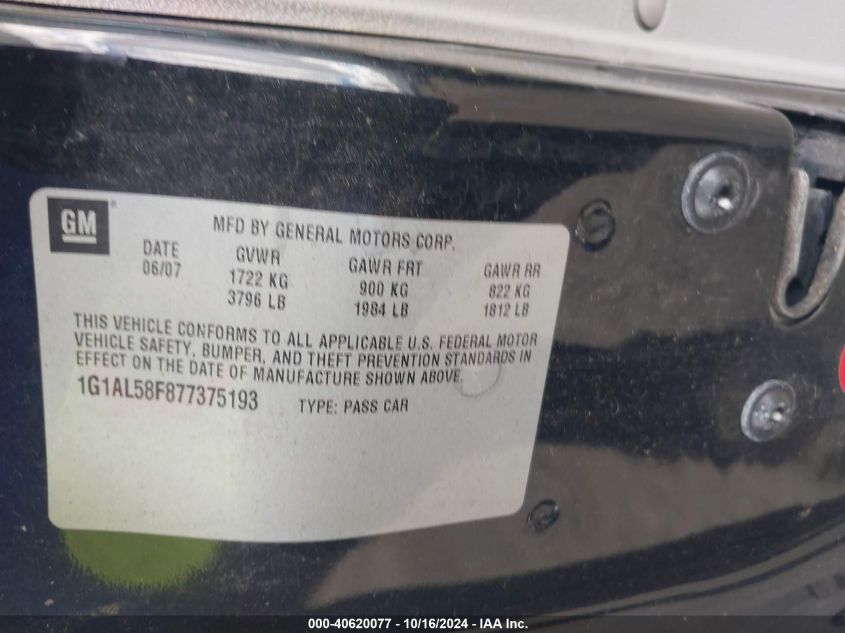 GM
MFD BY GENERAL MOTORS CORP.
DATE GVWR GAWR FRT GAWR RR
06/07 1722 KG 900 KG 822 KG
3796 LB 1984 LB 1812 LB
THIS VEHICLE CONFORMS TO ALL APPLICABLE U.S. FEDERAL MOTOR
VEHICLE SAFETY, BUMPER, AND THEFT PREVENTION STANDARDS IN
EFFECT ON THE DATE OF MANUFACTURE SHOWN ABOVE.
1G1AL58F877375193 TYPE: PASS CAR
000-40620077 - 10/16/2024 - IAA Inc.